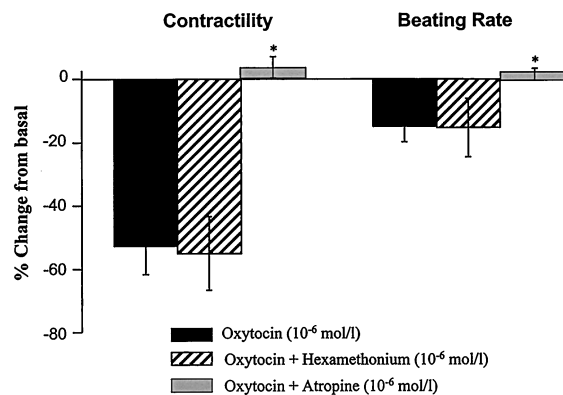 Contractility Beating Rate
* *
0
-20
-40
-60
-80
% Change from basal
Oxytocin (10⁻⁶ mol/l)
Oxytocin + Hexamethonium (10⁻⁶ mol/l)
Oxytocin + Atropine (10⁻⁶ mol/l)